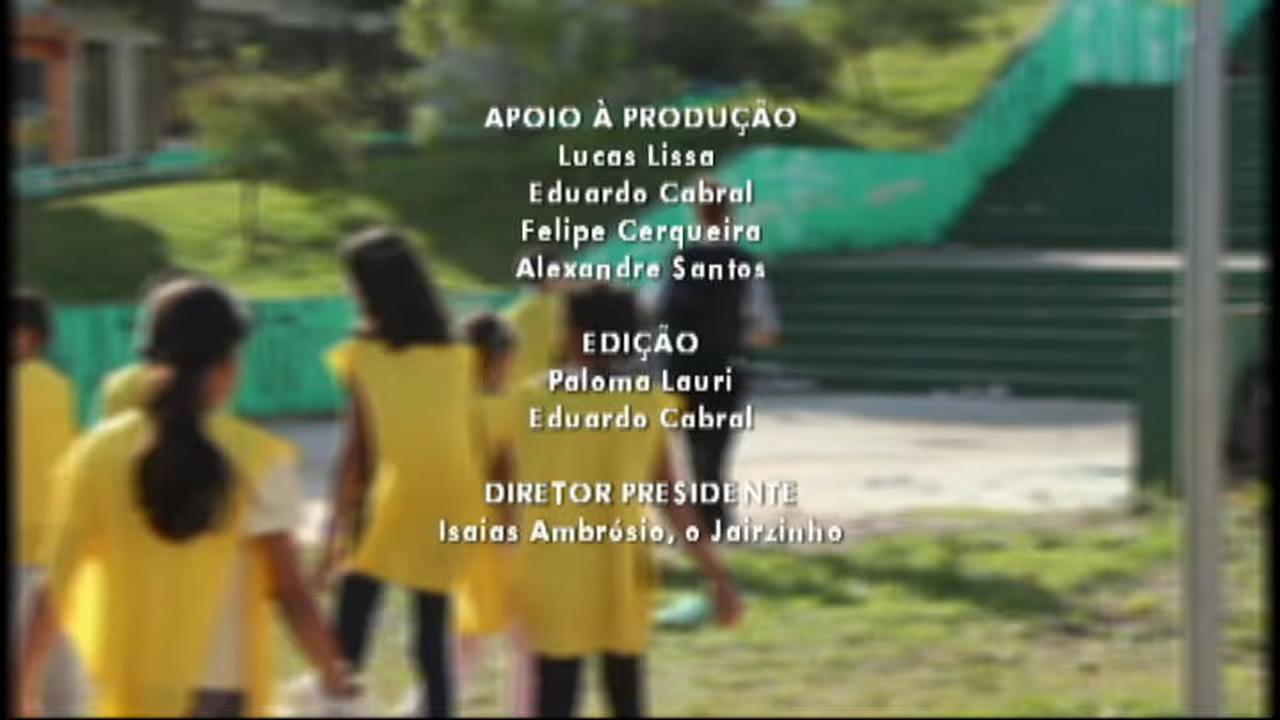 APOIO À PRODUÇÃO
Lucas Lissa
Eduardo Cabral
Felipe Cerqueira
Alexandre Santos
EDIÇÃO
Paloma Lauri
Eduardo Cabral
DIRETOR PRESIDENTE
Isaias Ambrósio, o Jairzinho